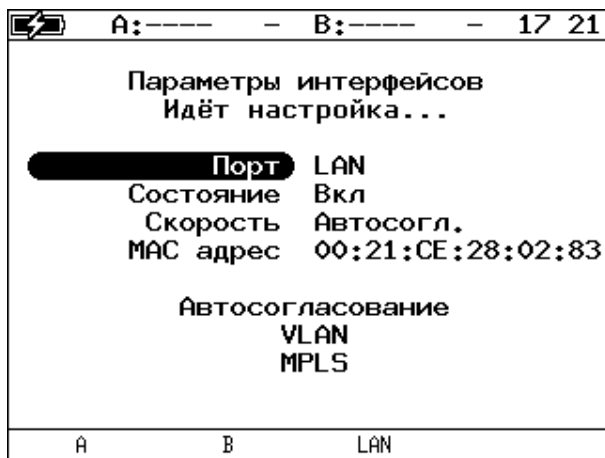 A:---- - B:---- - 17 21
Параметры интерфейсов
Идёт настройка...
Порт LAN
Состояние Вкл
Скорость Автосогл.
MAC адрес 00:21:CE:28:02:83
Автосогласование
VLAN
MPLS
A B LAN